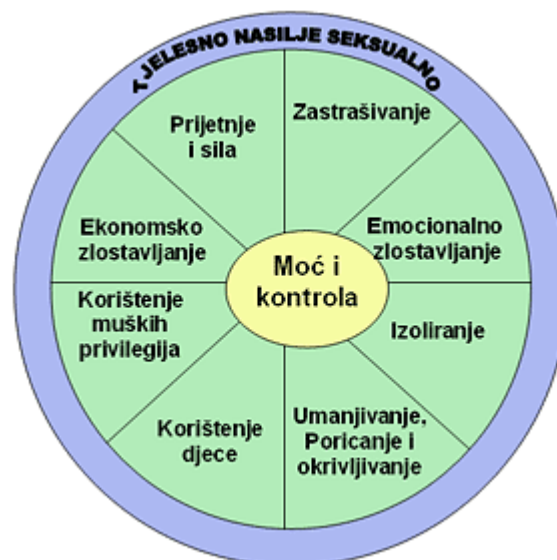 TJELESNO NASILJE SEKSUALNO
Prijetnje
i sila
Zastrašivanje
Ekonomsko
zlostavljanje
Emocionalno
zlostavljanje
Moć i
kontrola
Korištenje
muških
privilegija
Izoliranje
Korištenje
djece
Umanjivanje,
Poricanje i
okrivljivanje